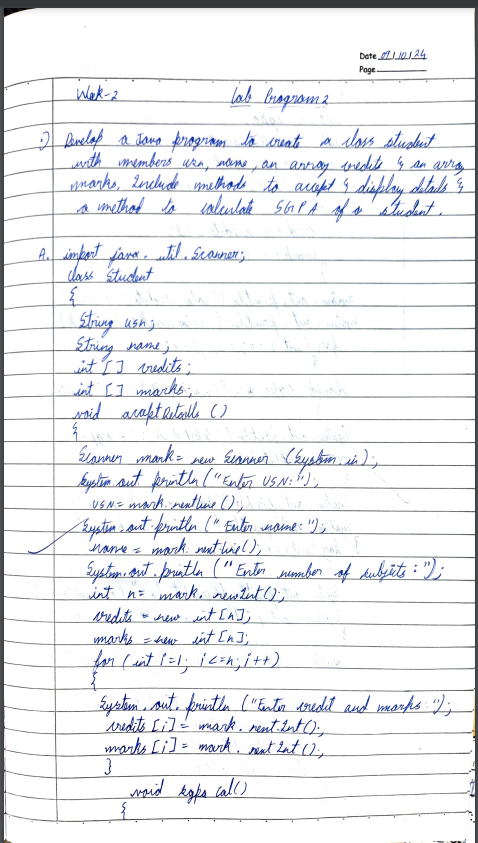 Date 09/10/24
Page
Week-2 Lab Program 2
:) Develop a Java program to create a class student
with members usn, name, an array credits & an array
marks. Include methods to accept & display details &
a method to calculate SGPA of a student.
A. import java.util.Scanner;
class Student
{
String usn;
String name;
int [] credits;
int [] marks;
void acceptDetails ()
{
Scanner mark = new Scanner (System.in);
System.out.println ("Enter USN:");
USN = mark.nextline ();
System.out.println (" Enter name: ");
name = mark.nextline();
System.out.println ("Enter number of subjects : ");
int n= mark. newInt();
credits = new int [n];
marks = new int [n];
for (int i=1; i<=n; i++)
{
System.out.println ("Enter credit and marks: ");
credits [i] = mark. nextInt();
marks [i] = mark. nextInt ();
}
void sgpa cal()
{